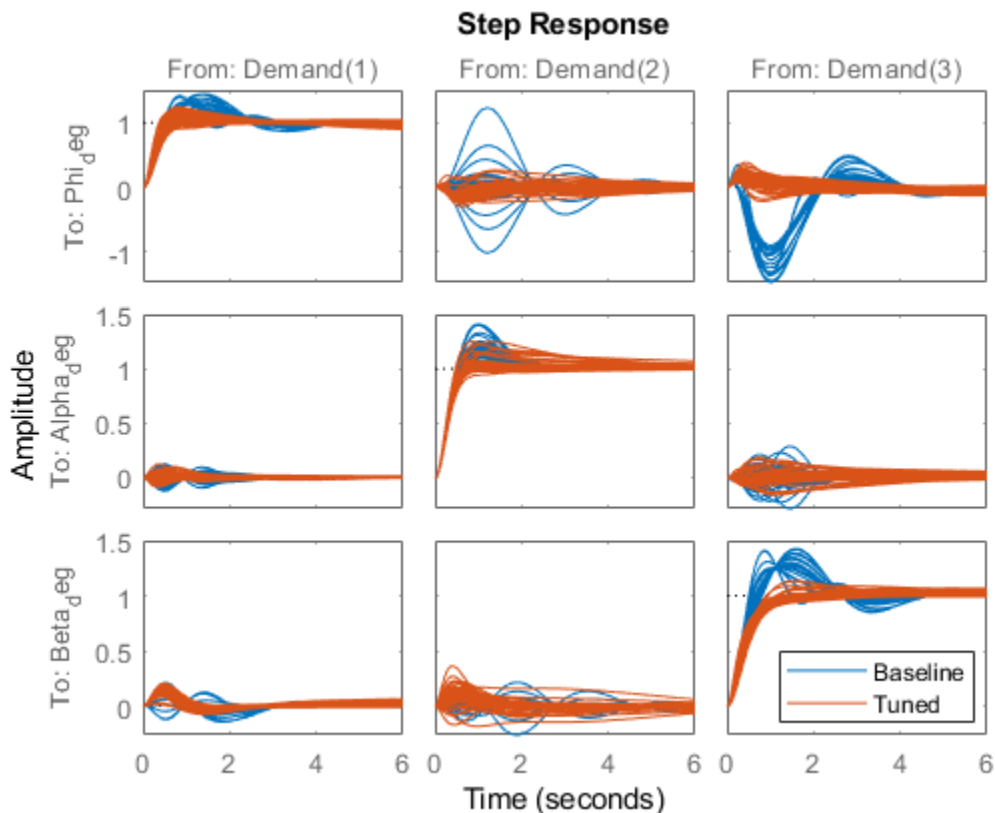 Step Response
From: Demand(1) From: Demand(2) From: Demand(3)
To: Phi_deg
1
0
-1
Amplitude
To: Alpha_deg
1.5
1
0.5
0
To: Beta_deg
1.5
1
0.5
0
Baseline
Tuned
0 2 4 6 0 2 4 6 0 2 4 6
Time (seconds)